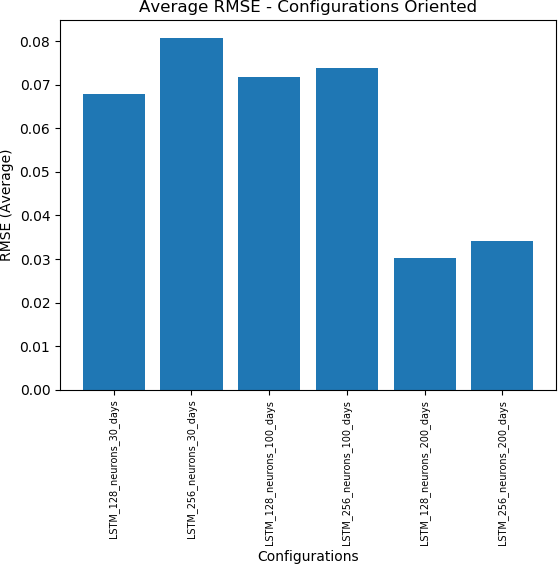 Average RMSE - Configurations Oriented
RMSE (Average)
0.08
0.07
0.06
0.05
0.04
0.03
0.02
0.01
0.00
LSTM_128_neurons_30_days
LSTM_256_neurons_30_days
LSTM_128_neurons_100_days
LSTM_256_neurons_100_days
LSTM_128_neurons_200_days
LSTM_256_neurons_200_days
Configurations